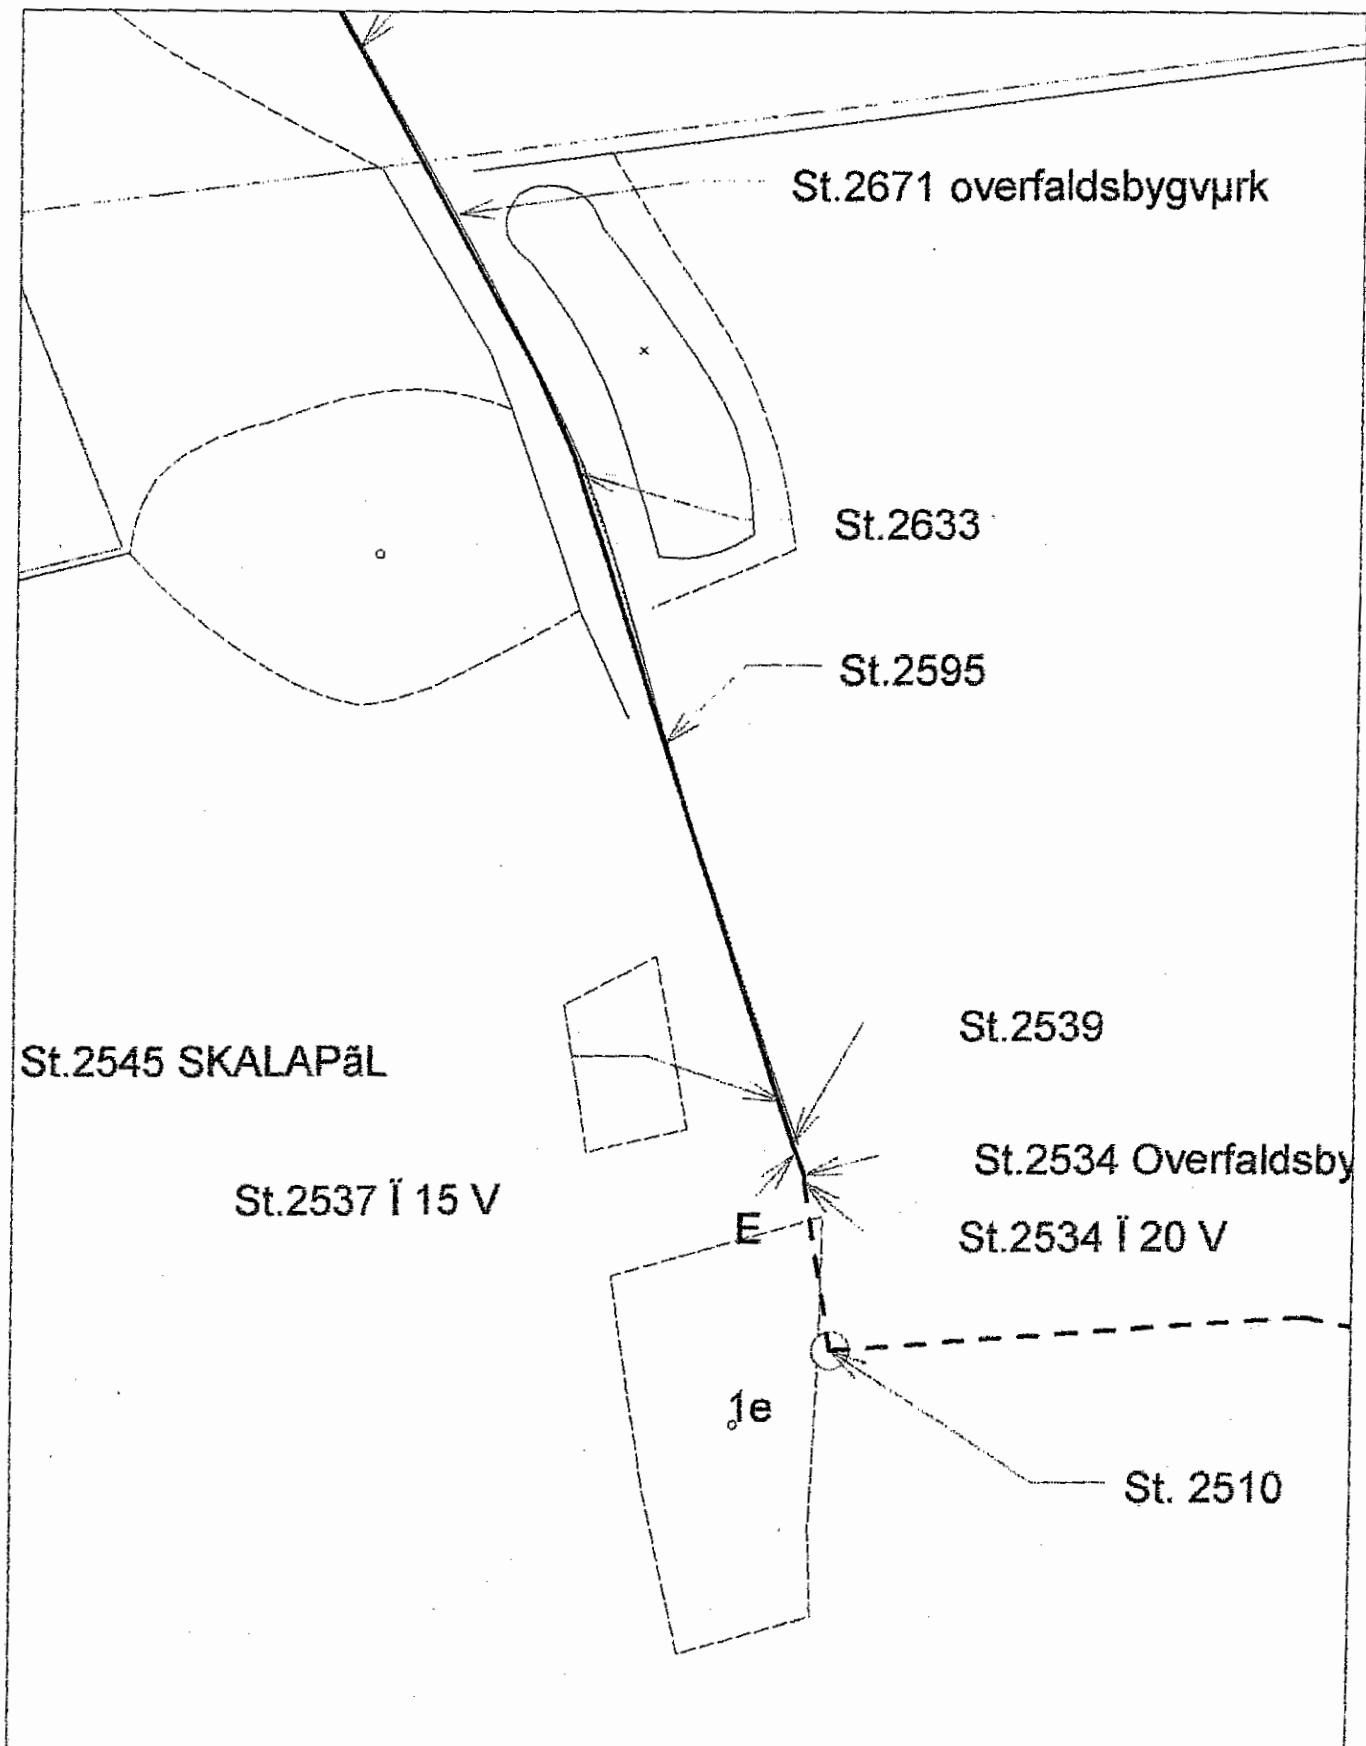 St.2671 overfaldsbygvµrk
St.2633
St.2595
St.2539
St.2545 SKALAPãL
St.2534 Overfaldsby
St.2537 Ï 15 V
E
St.2534 Ï 20 V
1e
St. 2510